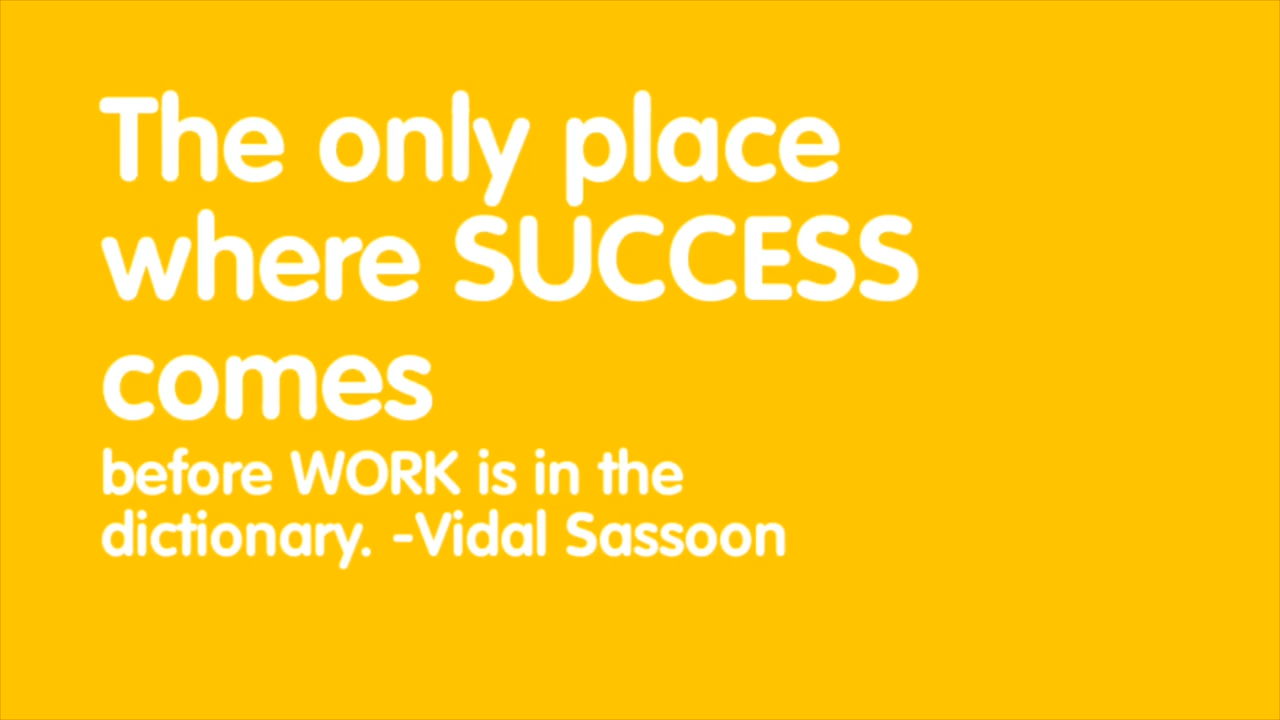 The only place
where SUCCESS
comes
before WORK is in the
dictionary. -Vidal Sassoon